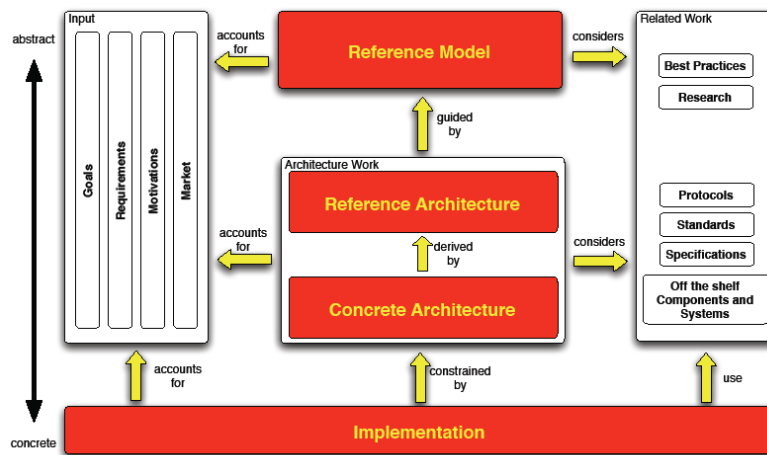 Input
Related Work
abstract
accounts
for
Reference Model
considers
Best Practices
Research
guided
by
Goals
Requirements
Motivations
Market
Architecture Work
Reference Architecture
Protocols
accounts
for
derived
by
considers
Standards
Specifications
Concrete Architecture
Off the shelf
Components and
Systems
accounts
for
constrained
by
use
Implementation
concrete